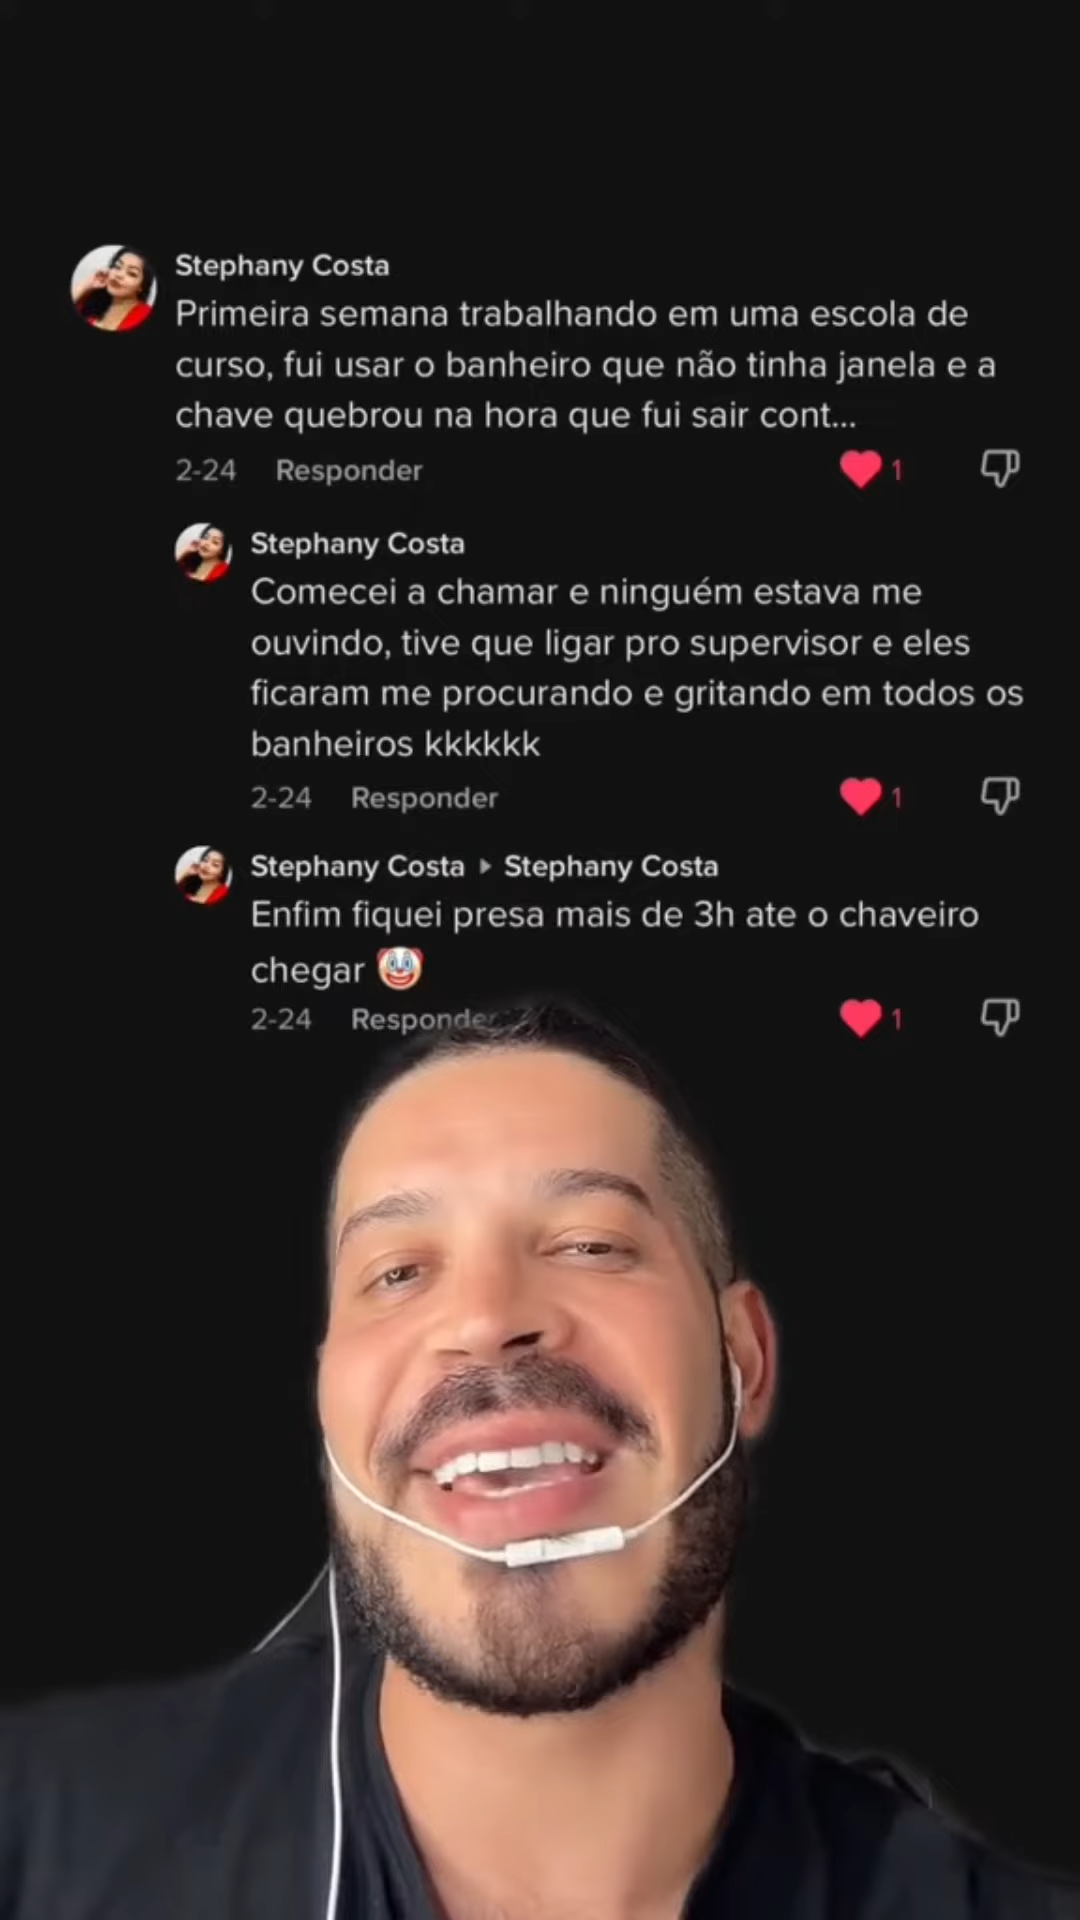 Stephany Costa
Primeira semana trabalhando em uma escola de
curso, fui usar o banheiro que não tinha janela e a
chave quebrou na hora que fui sair cont...
2-24 Responder 1
Stephany Costa
Comecei a chamar e ninguém estava me
ouvindo, tive que ligar pro supervisor e eles
ficaram me procurando e gritando em todos os
banheiros kkkkkk
2-24 Responder 1
Stephany Costa ▸ Stephany Costa
Enfim fiquei presa mais de 3h ate o chaveiro
chegar 🤡
2-24 Responder 1